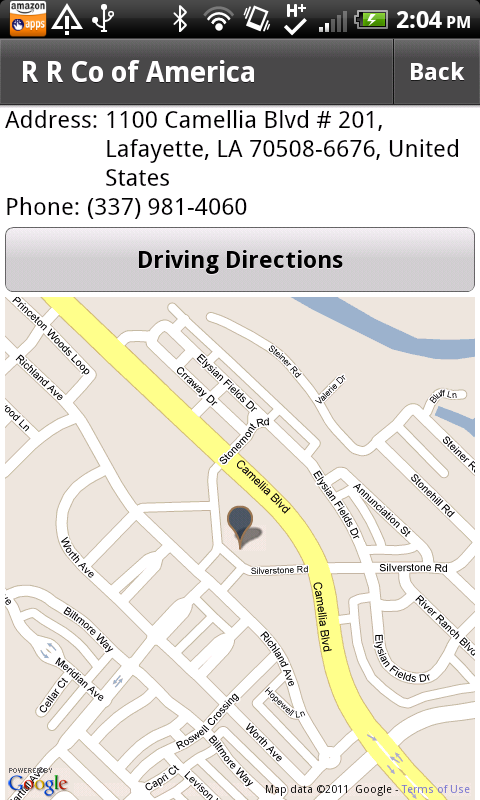 amazon
apps
H+
2:04 PM
R R Co of America
Back
Address: 1100 Camellia Blvd # 201,
Lafayette, LA 70508-6676, United
States
Phone: (337) 981-4060
Driving Directions
Princeton Woods Loop
Richland Ave
ood Ln
Steiner Rd
Elysian Fields Dr
Crraway Dr
Valerie Dr
Bluff Ln
Stonemont Rd
Camellia Blvd
Steiner R
Stonehill Rd
Elysian Fields Dr
Annunciation St
Worth Ave
Silverstone Rd
Silverstone Rd
Camellia Blvd
River Ranch Blvd
Biltmore Way
Meridian Ave
Cellar Ct
Richland Ave
Elysian Fields Dr
Hopewell Ln
Roswell Crossing
Worth Ave
Biltmore Way
Capri Ct
Levison
POWERED BY
Google
Map data ©2011 Google - Terms of Use